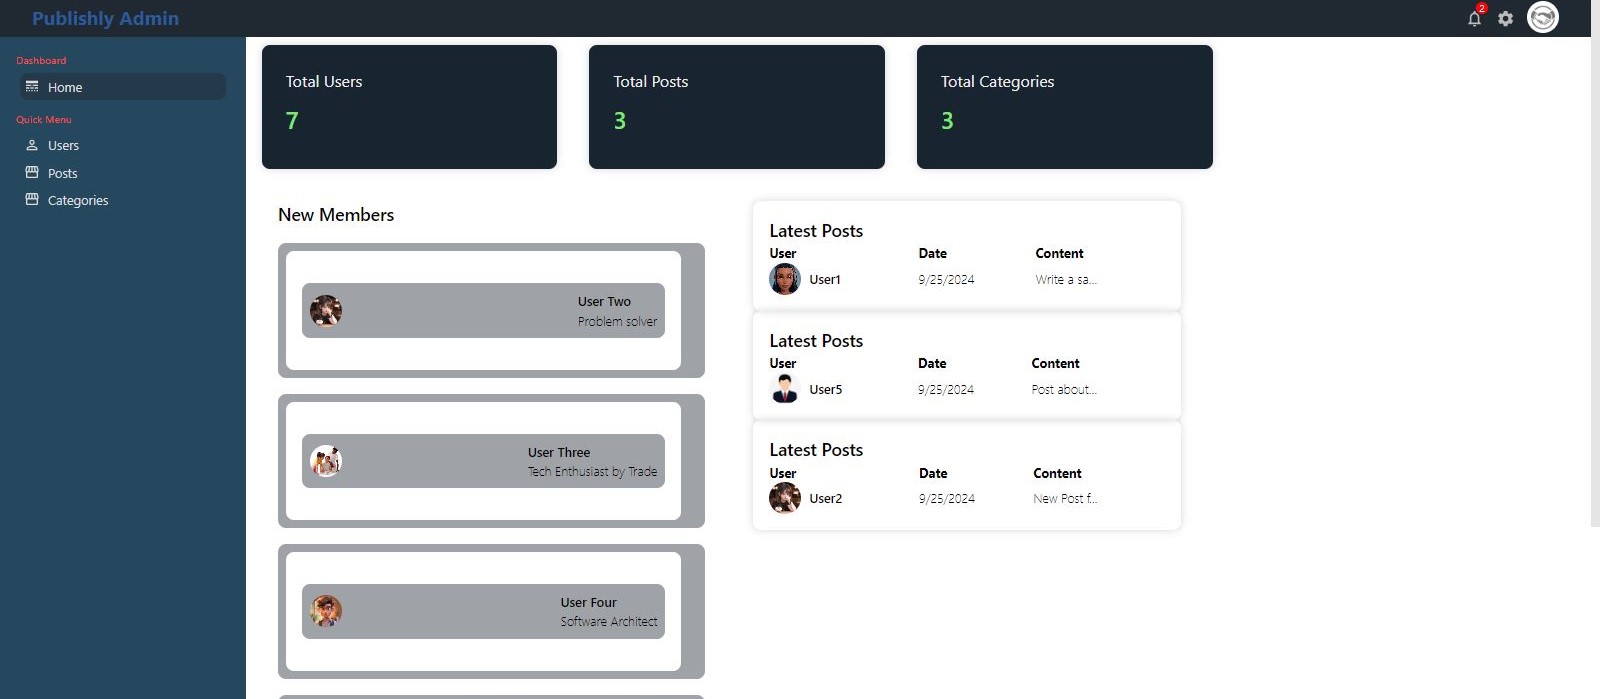 Publishly Admin
2
Dashboard
Home
Quick Menu
Users
Posts
Categories
Total Users
7
Total Posts
3
Total Categories
3
New Members
User Two
Problem solver
User Three
Tech Enthusiast by Trade
User Four
Software Architect
Latest Posts
User Date Content
User1 9/25/2024 Write a sa...
Latest Posts
User Date Content
User5 9/25/2024 Post about...
Latest Posts
User Date Content
User2 9/25/2024 New Post f...